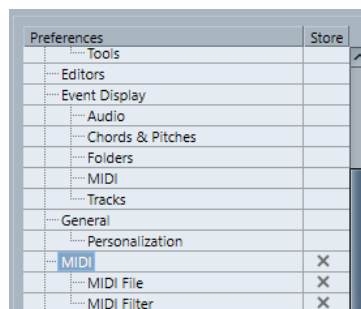 Preferences Store
Tools
Editors
Event Display
Audio
Chords & Pitches
Folders
MIDI
Tracks
General
Personalization
MIDI
MIDI File
MIDI Filter